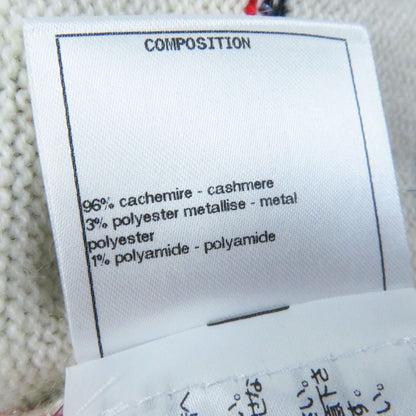 COMPOSITION
96% cachemire - cashmere
3% polyester metallise - metal
polyester
1% polyamide - polyamide